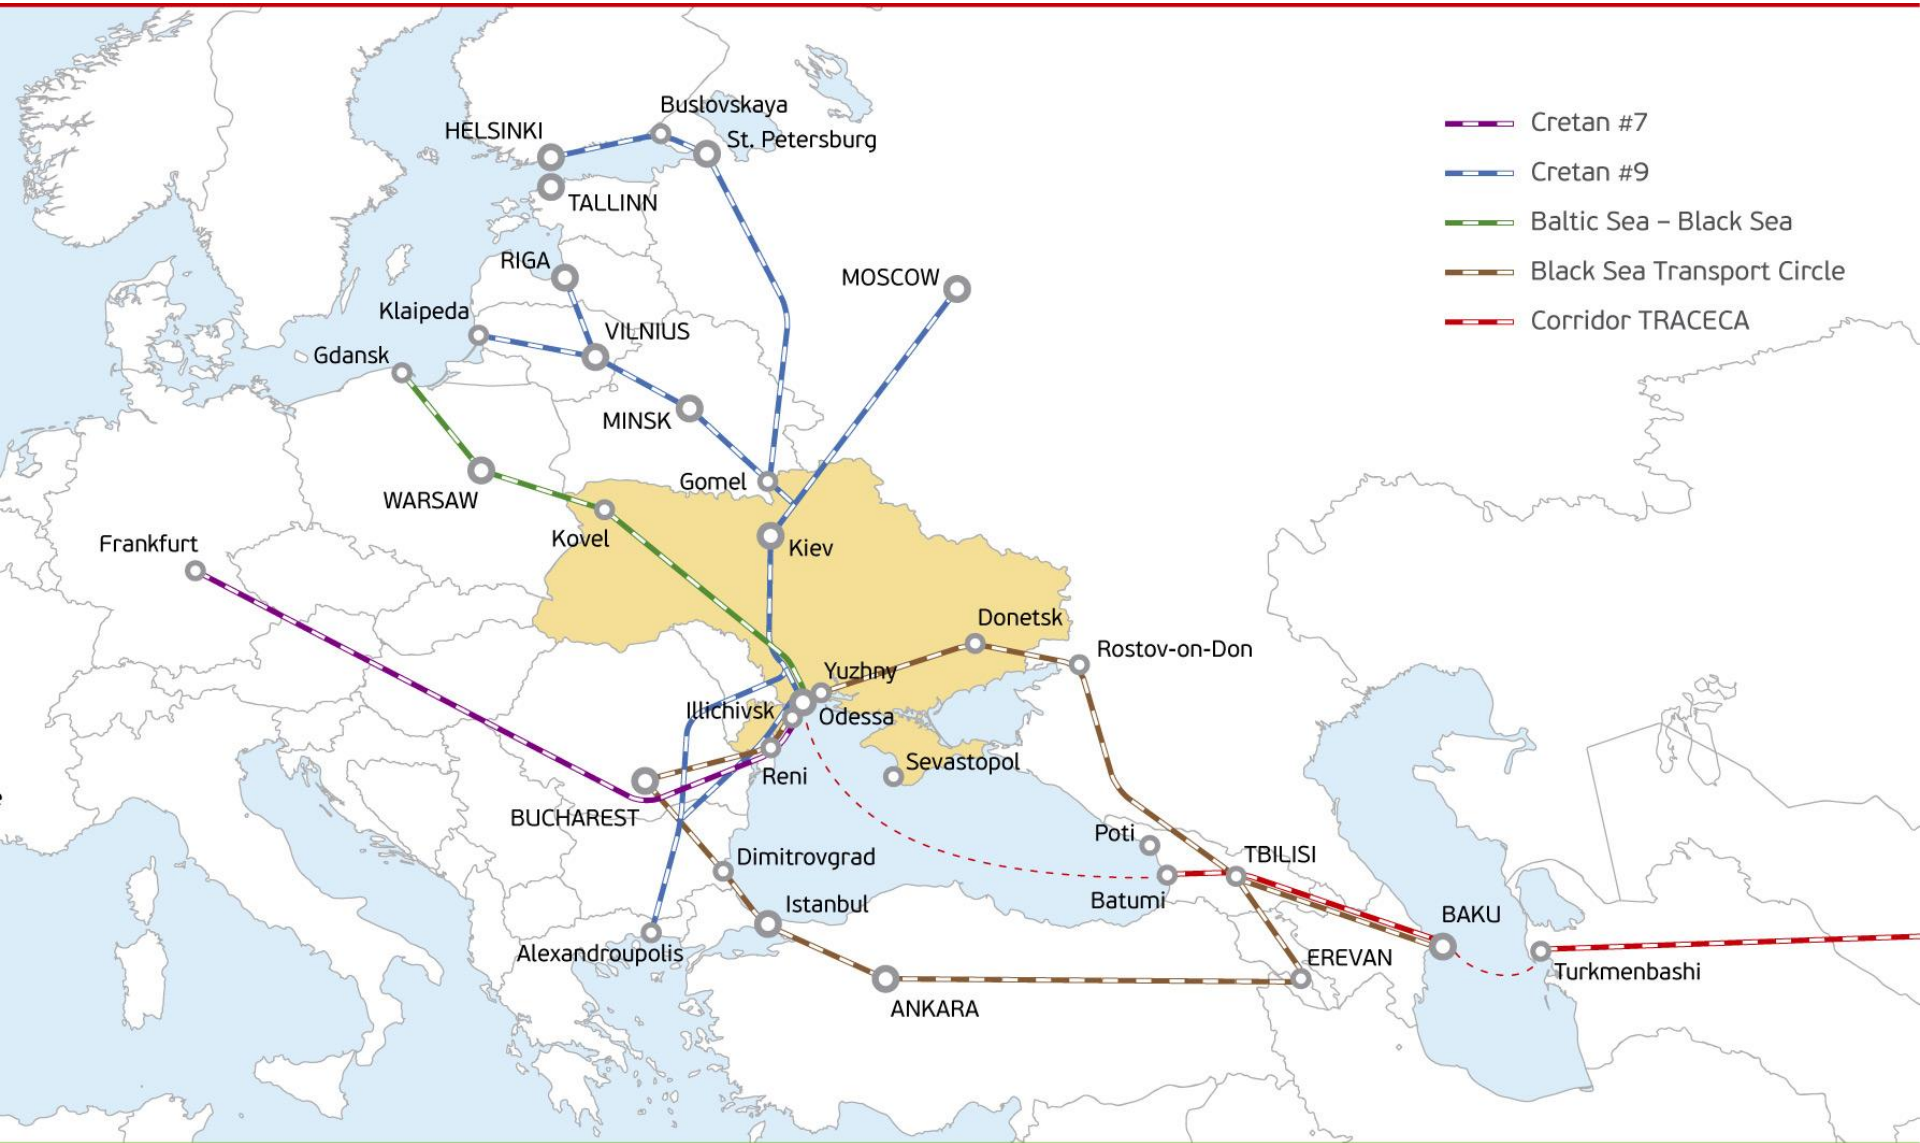 Buslovskaya
HELSINKI
St. Petersburg
TALLINN
RIGA
MOSCOW
Klaipeda
VILNIUS
Gdansk
MINSK
Gomel
WARSAW
Kovel
Kiev
Frankfurt
Donetsk
Rostov-on-Don
Yuzhny
Illichivsk
Odessa
Sevastopol
Reni
BUCHAREST
Poti
TBILISI
Dimitrovgrad
Batumi
Istanbul
BAKU
Alexandroupolis
EREVAN
Turkmenbashi
ANKARA
Cretan #7
Cretan #9
Baltic Sea – Black Sea
Black Sea Transport Circle
Corridor TRACECA